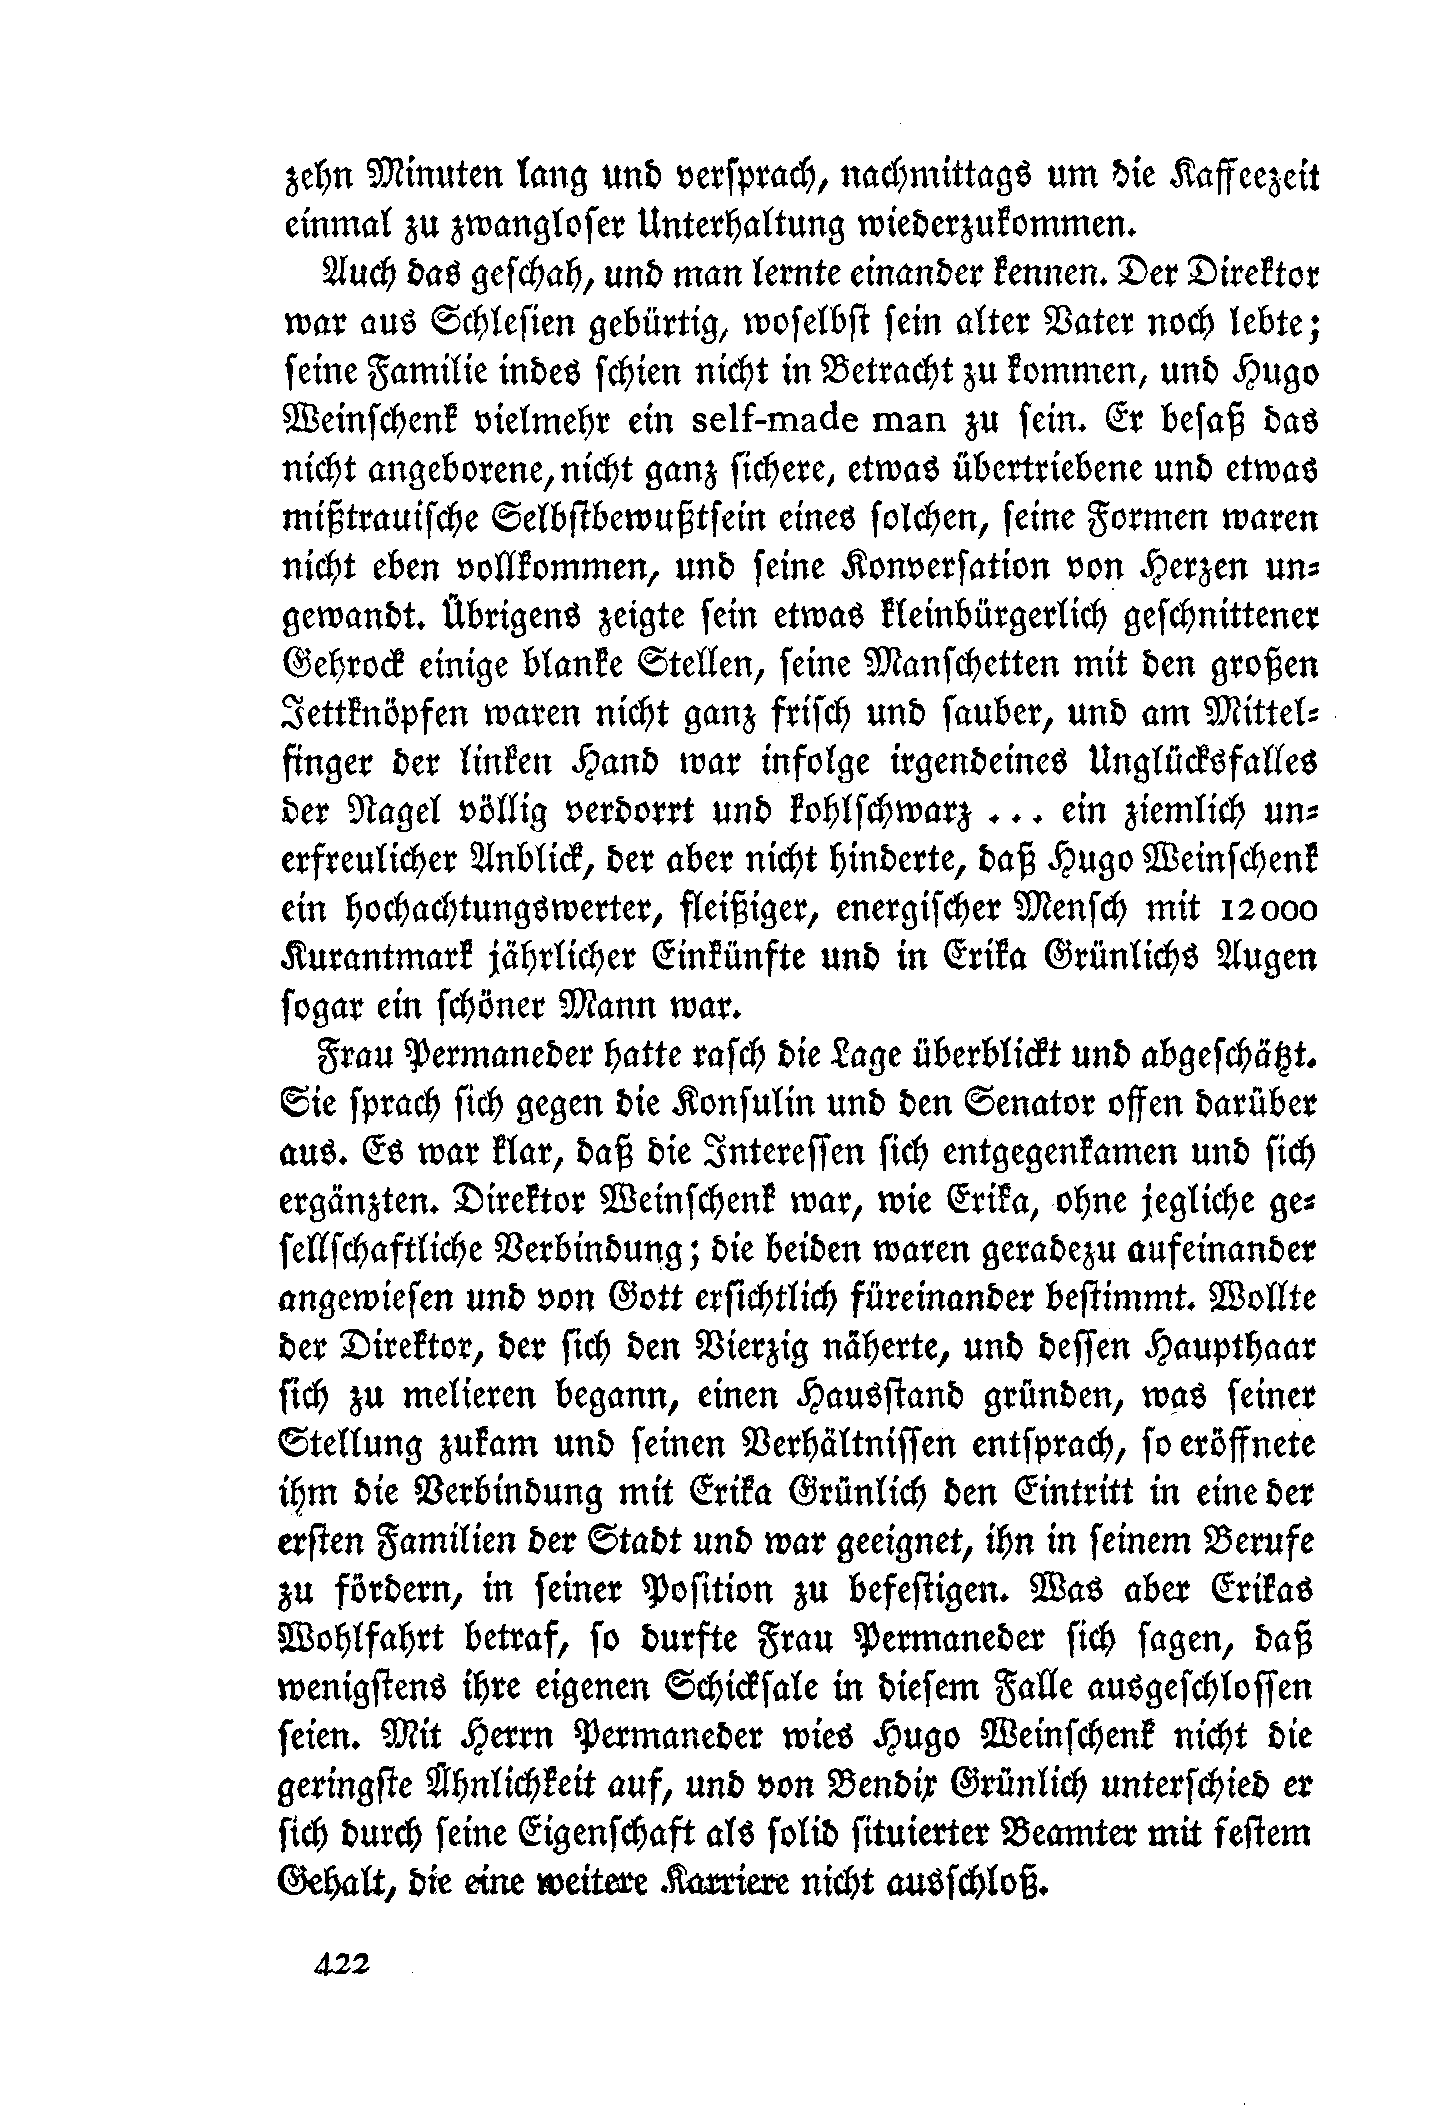 zehn Minuten lang und versprach, nachmittags um die Kaffeezeit
einmal zu zwangloser Unterhaltung wiederzukommen.
Auch das geschah, und man lernte einander kennen. Der Direktor
war aus Schlesien gebürtig, woselbst sein alter Vater noch lebte;
seine Familie indes schien nicht in Betracht zu kommen, und Hugo
Weinschenk vielmehr ein self-made man zu sein. Er besaß das
nicht angeborene, nicht ganz sichere, etwas übertriebene und etwas
mißtrauische Selbstbewußtsein eines solchen, seine Formen waren
nicht eben vollkommen, und seine Konversation von Herzen un-
gewandt. Übrigens zeigte sein etwas kleinbürgerlich geschnittener
Gehrock einige blanke Stellen, seine Manschetten mit den großen
Jettknöpfen waren nicht ganz frisch und sauber, und am Mittel-
finger der linken Hand war infolge irgendeines Unglücksfalles
der Nagel völlig verdorrt und kohlschwarz ... ein ziemlich un-
erfreulicher Anblick, der aber nicht hinderte, daß Hugo Weinschenk
ein hochachtungswerter, fleißiger, energischer Mensch mit 12000
Kurantmark jährlicher Einkünfte und in Erika Grünlichs Augen
sogar ein schöner Mann war.
Frau Permaneder hatte rasch die Lage überblickt und abgeschätzt.
Sie sprach sich gegen die Konsulin und den Senator offen darüber
aus. Es war klar, daß die Interessen sich entgegenkamen und sich
ergänzten. Direktor Weinschenk war, wie Erika, ohne jegliche ge-
sellschaftliche Verbindung; die beiden waren geradezu aufeinander
angewiesen und von Gott ersichtlich füreinander bestimmt. Wollte
der Direktor, der sich den Vierzig näherte, und dessen Haupthaar
sich zu melieren begann, einen Hausstand gründen, was seiner
Stellung zukam und seinen Verhältnissen entsprach, so eröffnete
ihm die Verbindung mit Erika Grünlich den Eintritt in eine der
ersten Familien der Stadt und war geeignet, ihn in seinem Berufe
zu fördern, in seiner Position zu befestigen. Was aber Erikas
Wohlfahrt betraf, so durfte Frau Permaneder sich sagen, daß
wenigstens ihre eigenen Schicksale in diesem Falle ausgeschlossen
seien. Mit Herrn Permaneder wies Hugo Weinschenk nicht die
geringste Ähnlichkeit auf, und von Bendix Grünlich unterschied er
sich durch seine Eigenschaft als solid situierter Beamter mit festem
Gehalt, die eine weitere Karriere nicht ausschloß.
422